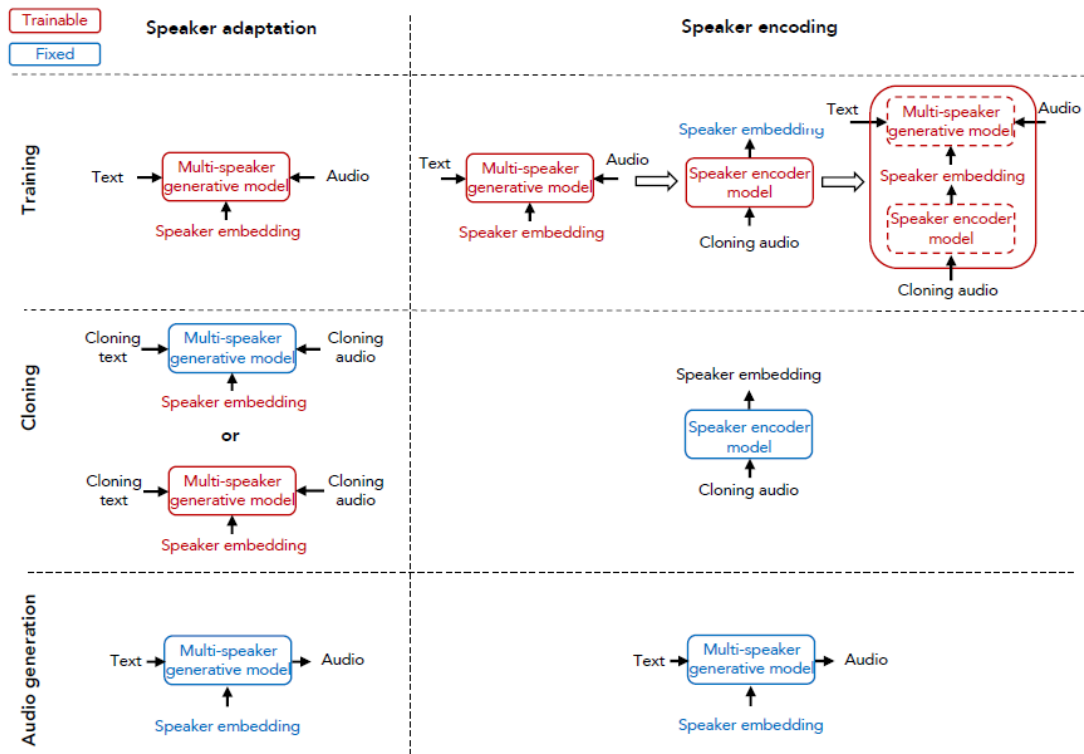 Trainable
Fixed
Speaker adaptation
Speaker encoding
Training
Text
Multi-speaker
generative model
Audio
Speaker embedding
Text
Multi-speaker
generative model
Audio
Speaker embedding
Speaker embedding
Speaker encoder
model
Cloning audio
Text
Multi-speaker
generative model
Audio
Speaker embedding
Speaker encoder
model
Cloning audio
Cloning
Cloning
text
Multi-speaker
generative model
Cloning
audio
Speaker embedding
or
Cloning
text
Multi-speaker
generative model
Cloning
audio
Speaker embedding
Speaker embedding
Speaker encoder
model
Cloning audio
Audio generation
Text
Multi-speaker
generative model
Audio
Speaker embedding
Text
Multi-speaker
generative model
Audio
Speaker embedding